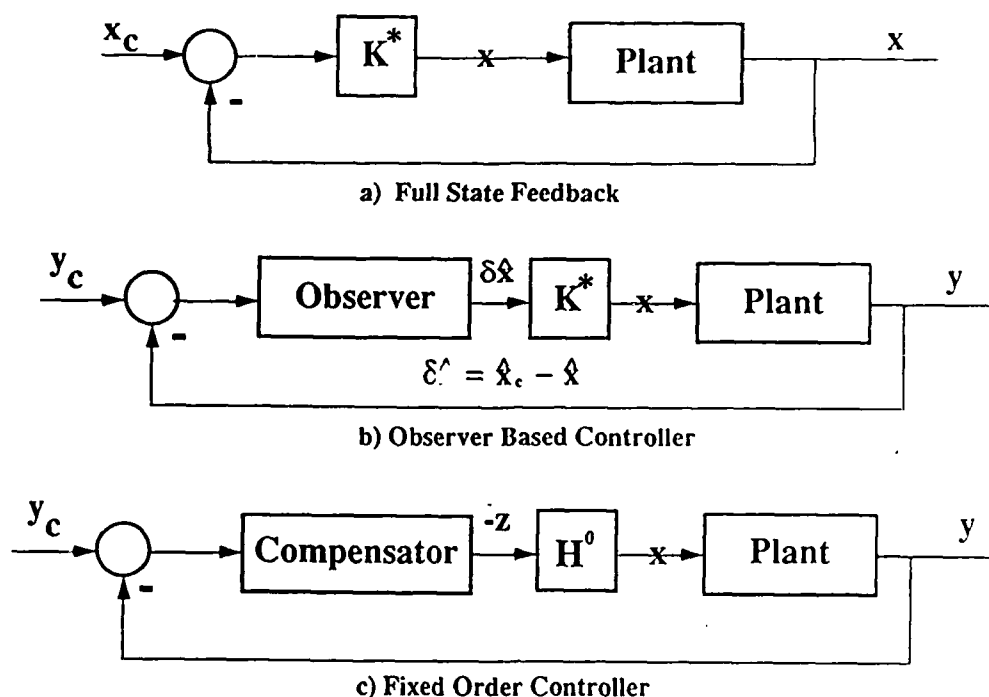 x_c K* x Plant x
-
a) Full State Feedback
y_c Observer δx̂ K* x Plant y
-
δ^ = x̂_c - x̂
b) Observer Based Controller
y_c Compensator -z H⁰ x Plant y
-
c) Fixed Order Controller